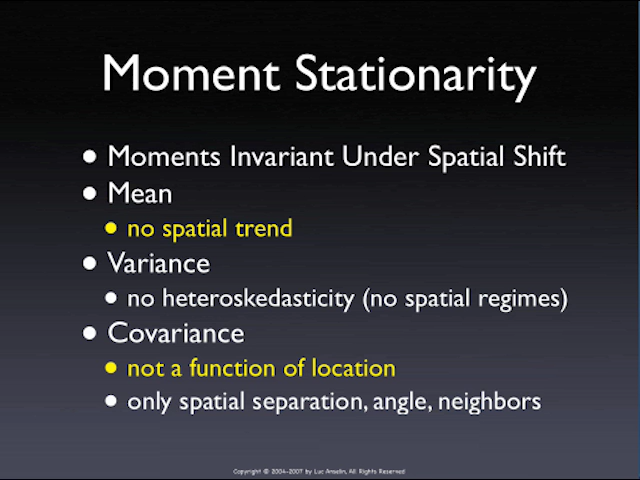 Moment Stationarity
• Moments Invariant Under Spatial Shift
• Mean
• no spatial trend
• Variance
• no heteroskedasticity (no spatial regimes)
• Covariance
• not a function of location
• only spatial separation, angle, neighbors
Copyright © 2004-2007 by Luc Anselin, All Rights Reserved